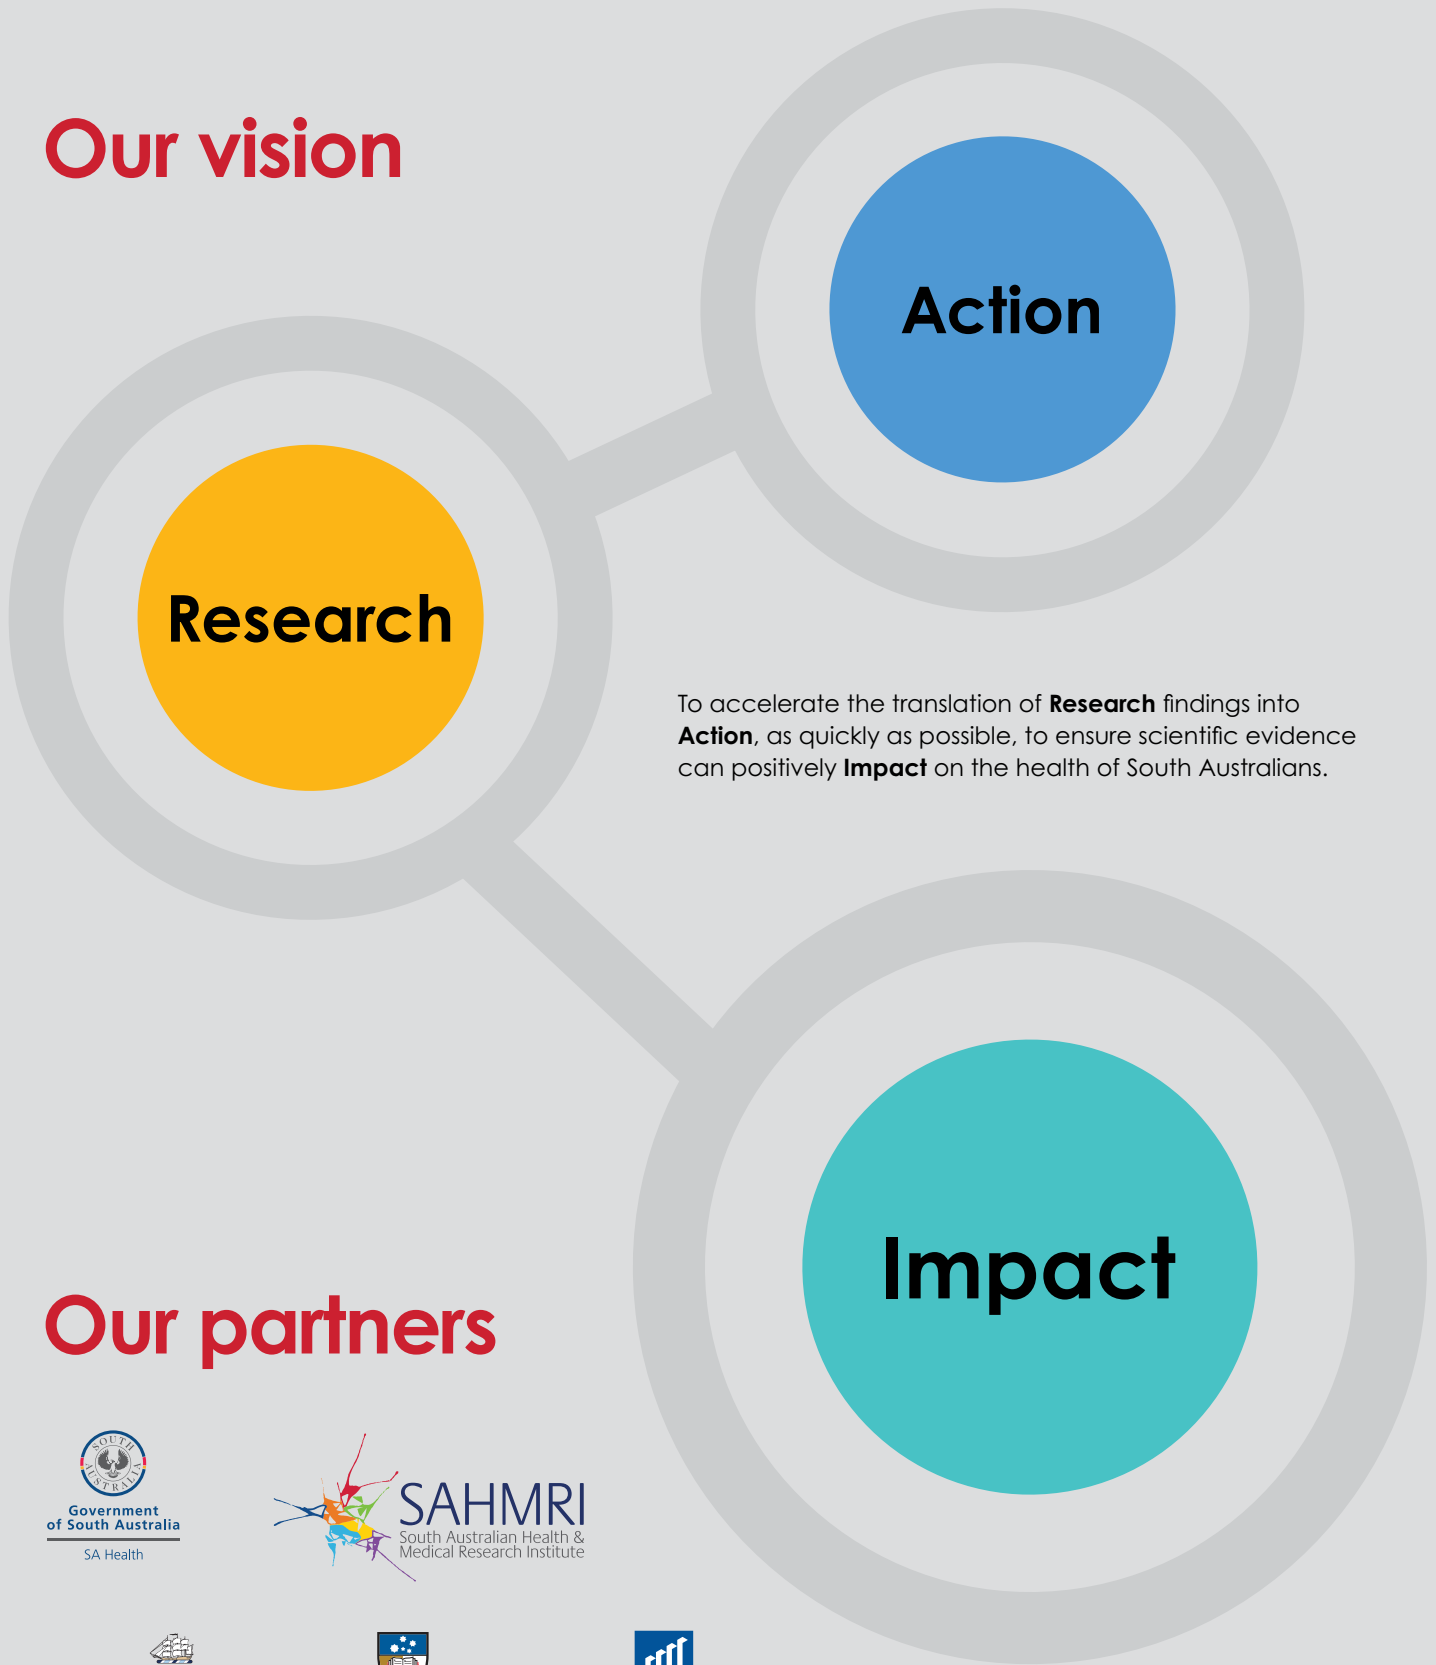 Our vision
Action
Research
To accelerate the translation of Research findings into
Action, as quickly as possible, to ensure scientific evidence
can positively Impact on the health of South Australians.
Impact
Our partners
SOUTH
AUSTRALIA
Government
of South Australia
SA Health
SAHMRI
South Australian Health &
Medical Research Institute